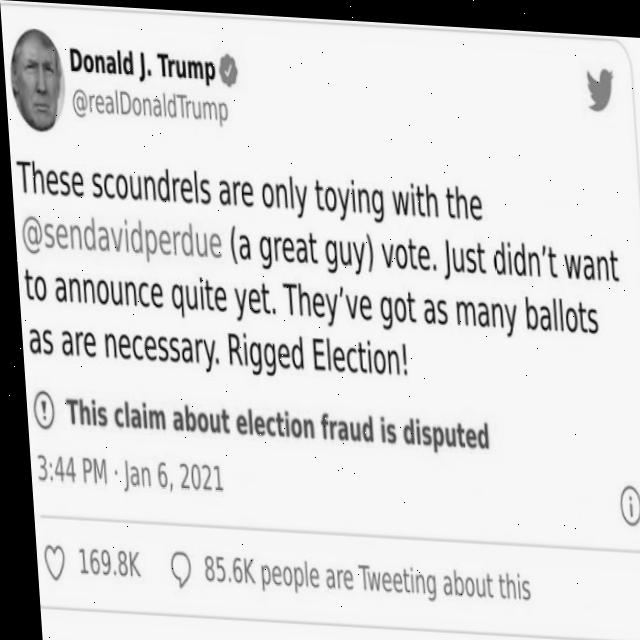 Donald J. Trump
@realDonaldTrump
These scoundrels are only toying with the
@sendavidperdue (a great guy) vote. Just didn't want
to announce quite yet. They've got as many ballots
as are necessary. Rigged Election!
This claim about election fraud is disputed
3:44 PM · Jan 6, 2021
169.8K 85.6K people are Tweeting about this